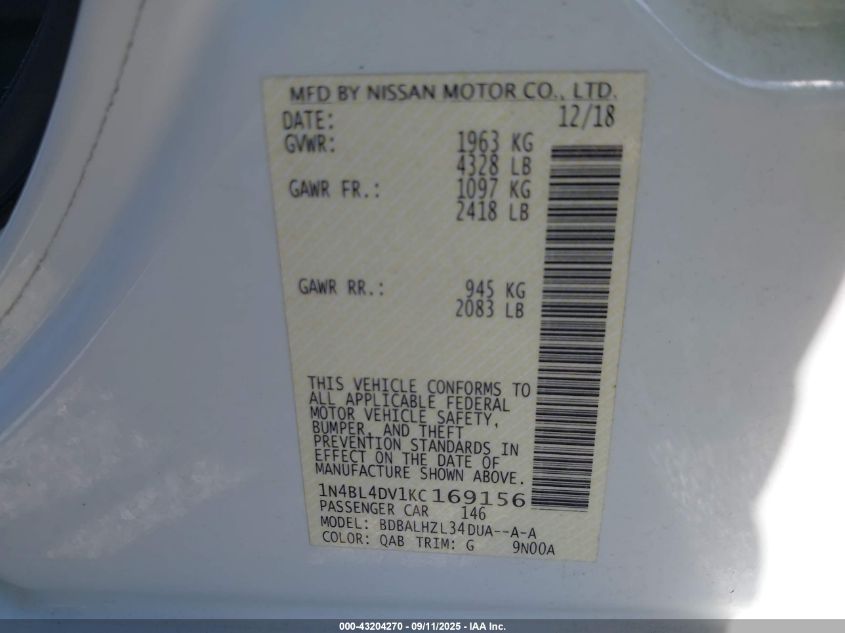 MFD BY NISSAN MOTOR CO., LTD.
DATE: 12/18
GVWR: 1963 KG
4328 LB
GAWR FR.: 1097 KG
2418 LB
GAWR RR.: 945 KG
2083 LB
THIS VEHICLE CONFORMS TO
ALL APPLICABLE FEDERAL
MOTOR VEHICLE SAFETY,
BUMPER, AND THEFT
PREVENTION STANDARDS IN
EFFECT ON THE DATE OF
MANUFACTURE SHOWN ABOVE.
1N4BL4DV1KC169156
PASSENGER CAR 146
MODEL: BDBALHZL34DUA--A-A
COLOR: QAB TRIM: G 9N00A
000-43204270 - 09/11/2025 - IAA Inc.